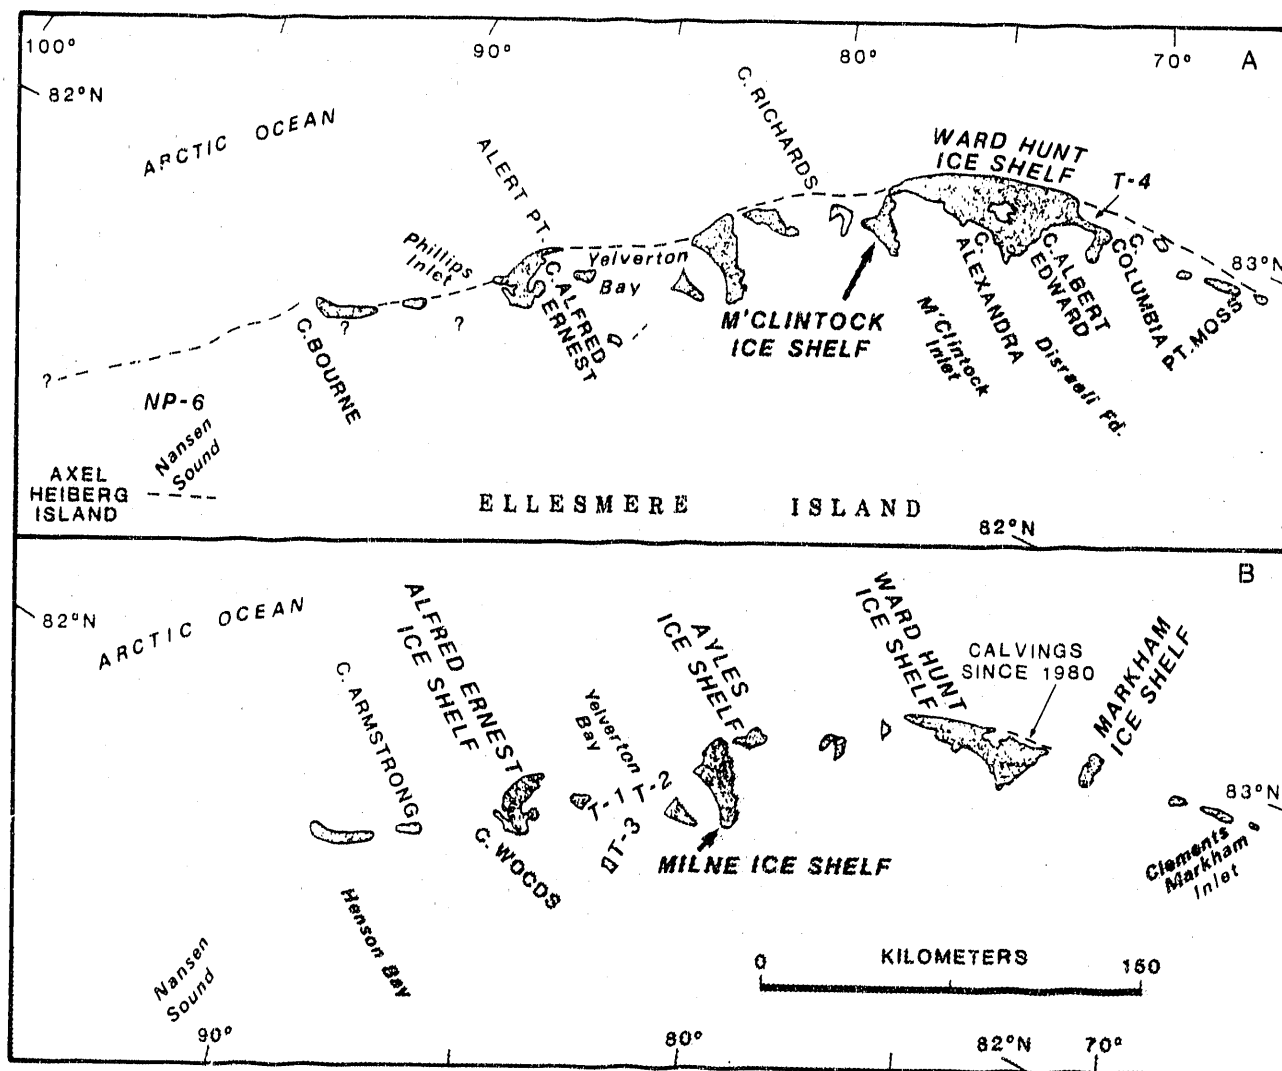 100°
90°
80°
70°
A
82°N
ARCTIC OCEAN
C. RICHARDS
ALERT PT.
WARD HUNT
ICE SHELF
T-4
Phillips
Inlet
C. ALFRED
ERNEST
Yelverton
Bay
M'CLINTOCK
ICE SHELF
C.
ALEXANDRA
C. ALBERT
EDWARD
C.
COLUMBIA
PT. MOSS
83°N
M'Clintock
Inlet
Disraeli Fd.
?
?
?
C. BOURNE
NP-6
Nansen
Sound
AXEL
HEIBERG
ISLAND
ELLESMERE ISLAND
82°N
B
82°N
ARCTIC OCEAN
ALFRED ERNEST
ICE SHELF
C. ARMSTRONG
Yelverton
Bay
AYLES
ICE SHELF
WARD HUNT
ICE SHELF
CALVINGS
SINCE 1980
MARKHAM
ICE SHELF
T-1
T-2
T-3
C. WOODS
MILNE ICE SHELF
83°N
Clements
Markham
Inlet
Henson Bay
Nansen
Sound
0 KILOMETERS 150
90°
80°
82°N
70°